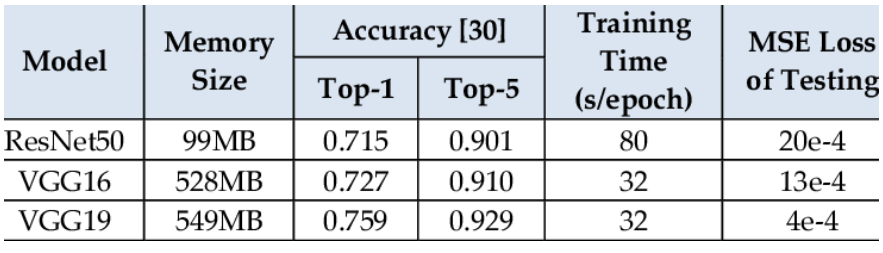 Model Memory Size Accuracy [30] Training Time (s/epoch) MSE Loss of Testing
Top-1 Top-5
ResNet50 99MB 0.715 0.901 80 20e-4
VGG16 528MB 0.727 0.910 32 13e-4
VGG19 549MB 0.759 0.929 32 4e-4